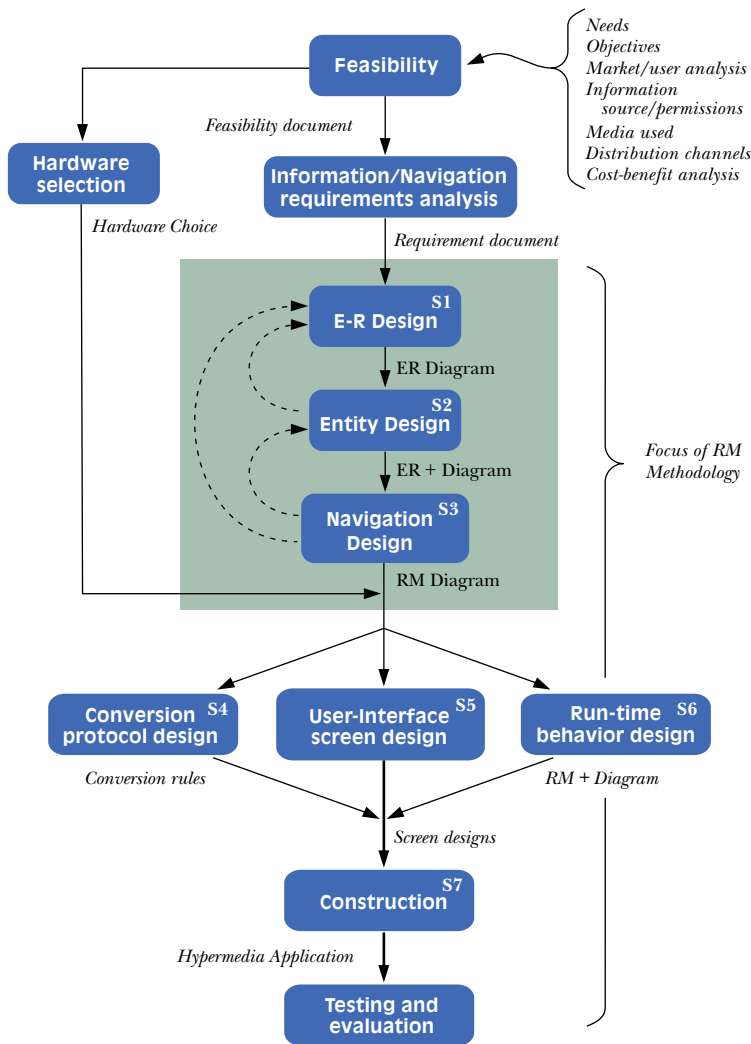 Needs
Objectives
Market/user analysis
Information
source/permissions
Media used
Distribution channels
Cost-benefit analysis
Feasibility
Feasibility document
Hardware
selection
Information/Navigation
requirements analysis
Hardware Choice
Requirement document
S1
E-R Design
ER Diagram
S2
Entity Design
ER + Diagram
S3
Navigation
Design
RM Diagram
Focus of RM
Methodology
S4
Conversion
protocol design
S5
User-Interface
screen design
S6
Run-time
behavior design
Conversion rules
RM + Diagram
Screen designs
S7
Construction
Hypermedia Application
Testing and
evaluation